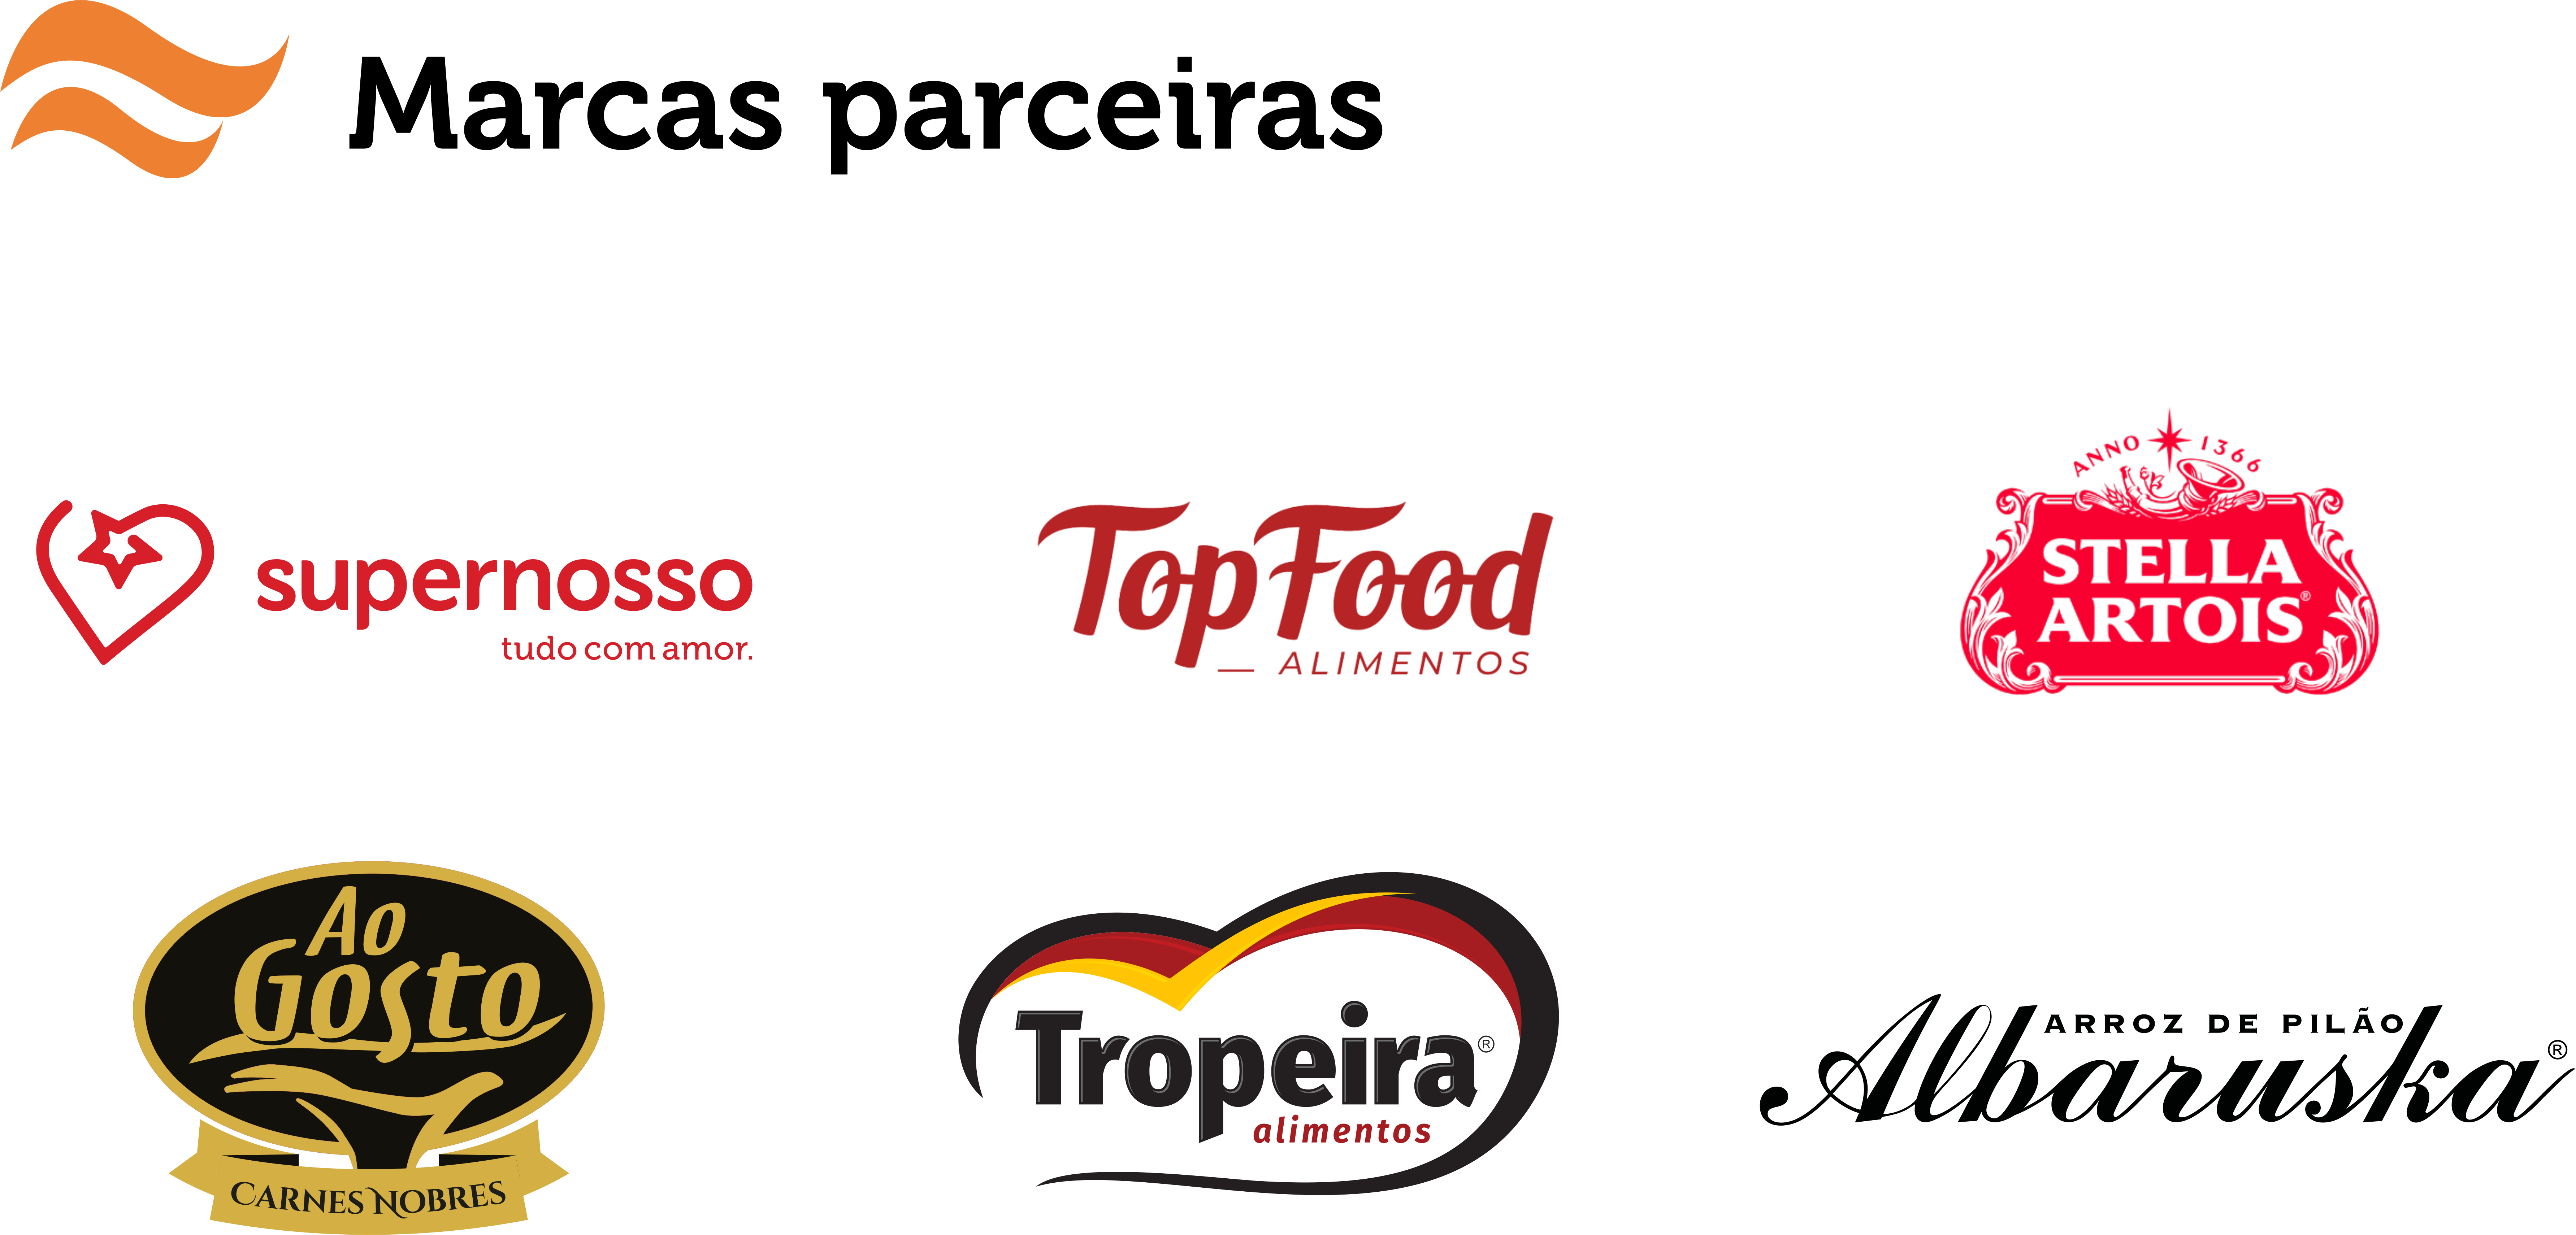 Marcas parceiras
supernosso
tudo com amor.
TopFood
ALIMENTOS
ANNO 1366
STELLA
ARTOIS®
Ao
Gosto
CARNES NOBRES
Tropeira®
alimentos
ARROZ DE PILÃO
Albaruska®